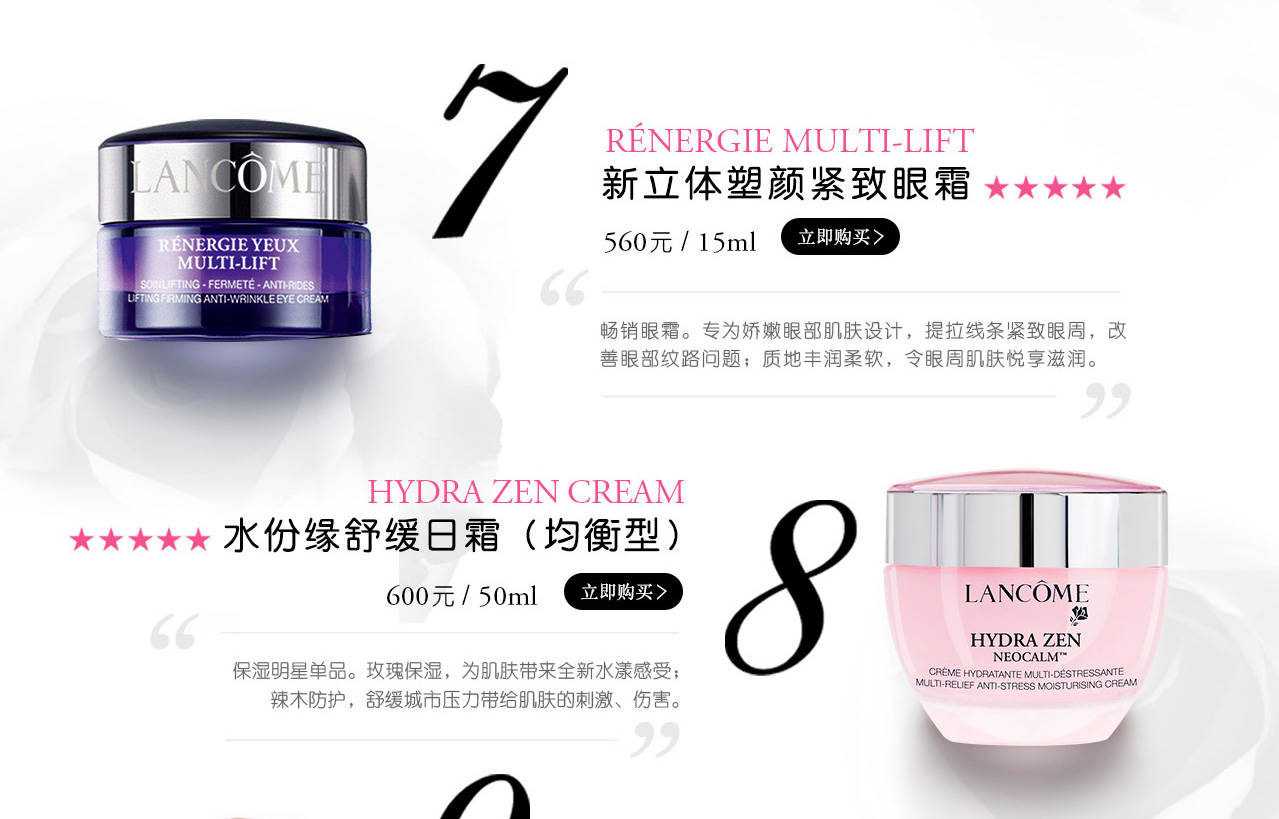 7
RÉNERGIE MULTI-LIFT
新立体塑颜紧致眼霜 ★★★★★
560元 / 15ml 立即购买>
“
畅销眼霜。专为娇嫩眼部肌肤设计，提拉线条紧致眼周，改
善眼部纹路问题；质地丰润柔软，令眼周肌肤悦享滋润。
”
LANCÔME
RÉNERGIE YEUX
MULTI-LIFT
SOIN LIFTING - FERMETÉ - ANTI-RIDES
LIFTING FIRMING ANTI-WRINKLE EYE CREAM
8
HYDRA ZEN CREAM
★★★★★ 水份缘舒缓日霜（均衡型）
600元 / 50ml 立即购买>
“
保湿明星单品。玫瑰保湿，为肌肤带来全新水漾感受；
辣木防护，舒缓城市压力带给肌肤的刺激、伤害。
”
LANCÔME
HYDRA ZEN
NEOCALM™
CRÈME HYDRATANTE MULTI-DÉSTRESSANTE
MULTI-RELIEF ANTI-STRESS MOISTURISING CREAM